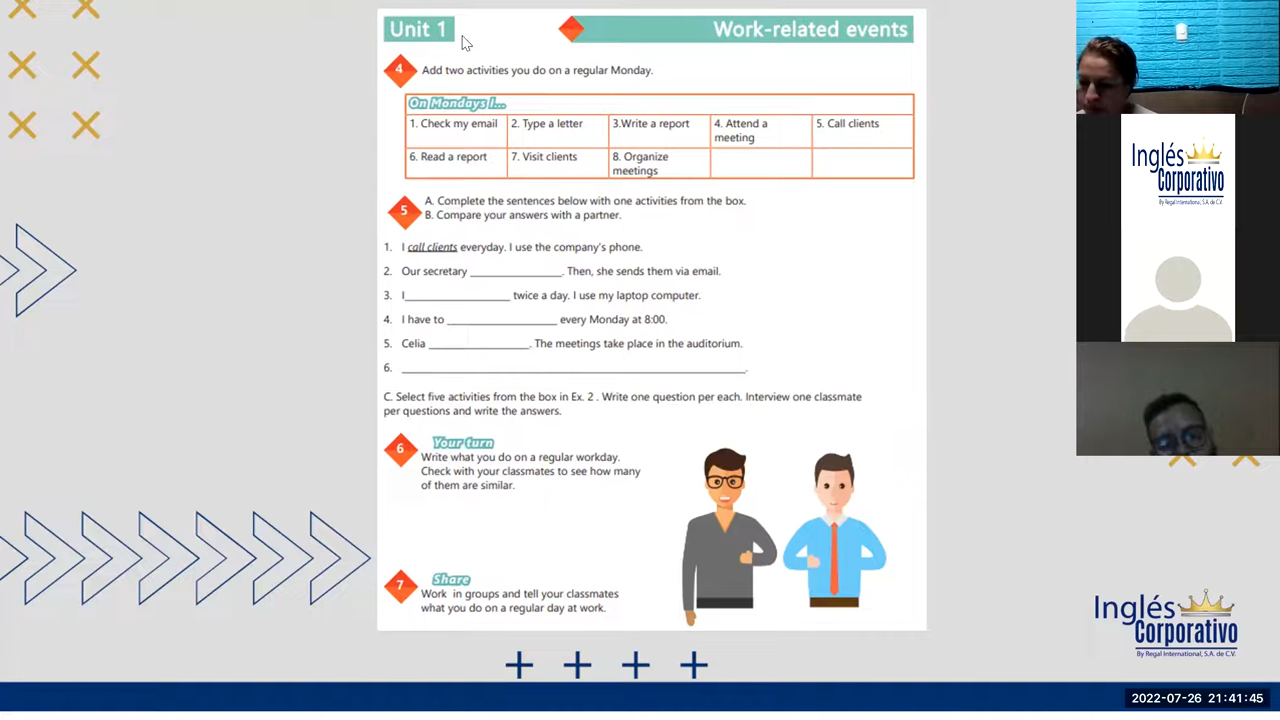 Unit 1
Work-related events
4 Add two activities you do on a regular Monday.
On Mondays I...
1. Check my email
2. Type a letter
3.Write a report
4. Attend a
meeting
5. Call clients
6. Read a report
7. Visit clients
8. Organize
meetings
5 A. Complete the sentences below with one activities from the box.
B. Compare your answers with a partner.
1. I call clients everyday. I use the company's phone.
2. Our secretary ______________. Then, she sends them via email.
3. I________________ twice a day. I use my laptop computer.
4. I have to _________________ every Monday at 8:00.
5. Celia ________________. The meetings take place in the auditorium.
6. ______________________________________________________.
C. Select five activities from the box in Ex. 2 . Write one question per each. Interview one classmate
per questions and write the answers.
6 Your turn
Write what you do on a regular workday.
Check with your classmates to see how many
of them are similar.
7 Share
Work in groups and tell your classmates
what you do on a regular day at work.
Inglés
Corporativo
By Regal International, S.A. de C.V.
Inglés
Corporativo
By Regal International, S.A. de C.V.
2022-07-26 21:41:45